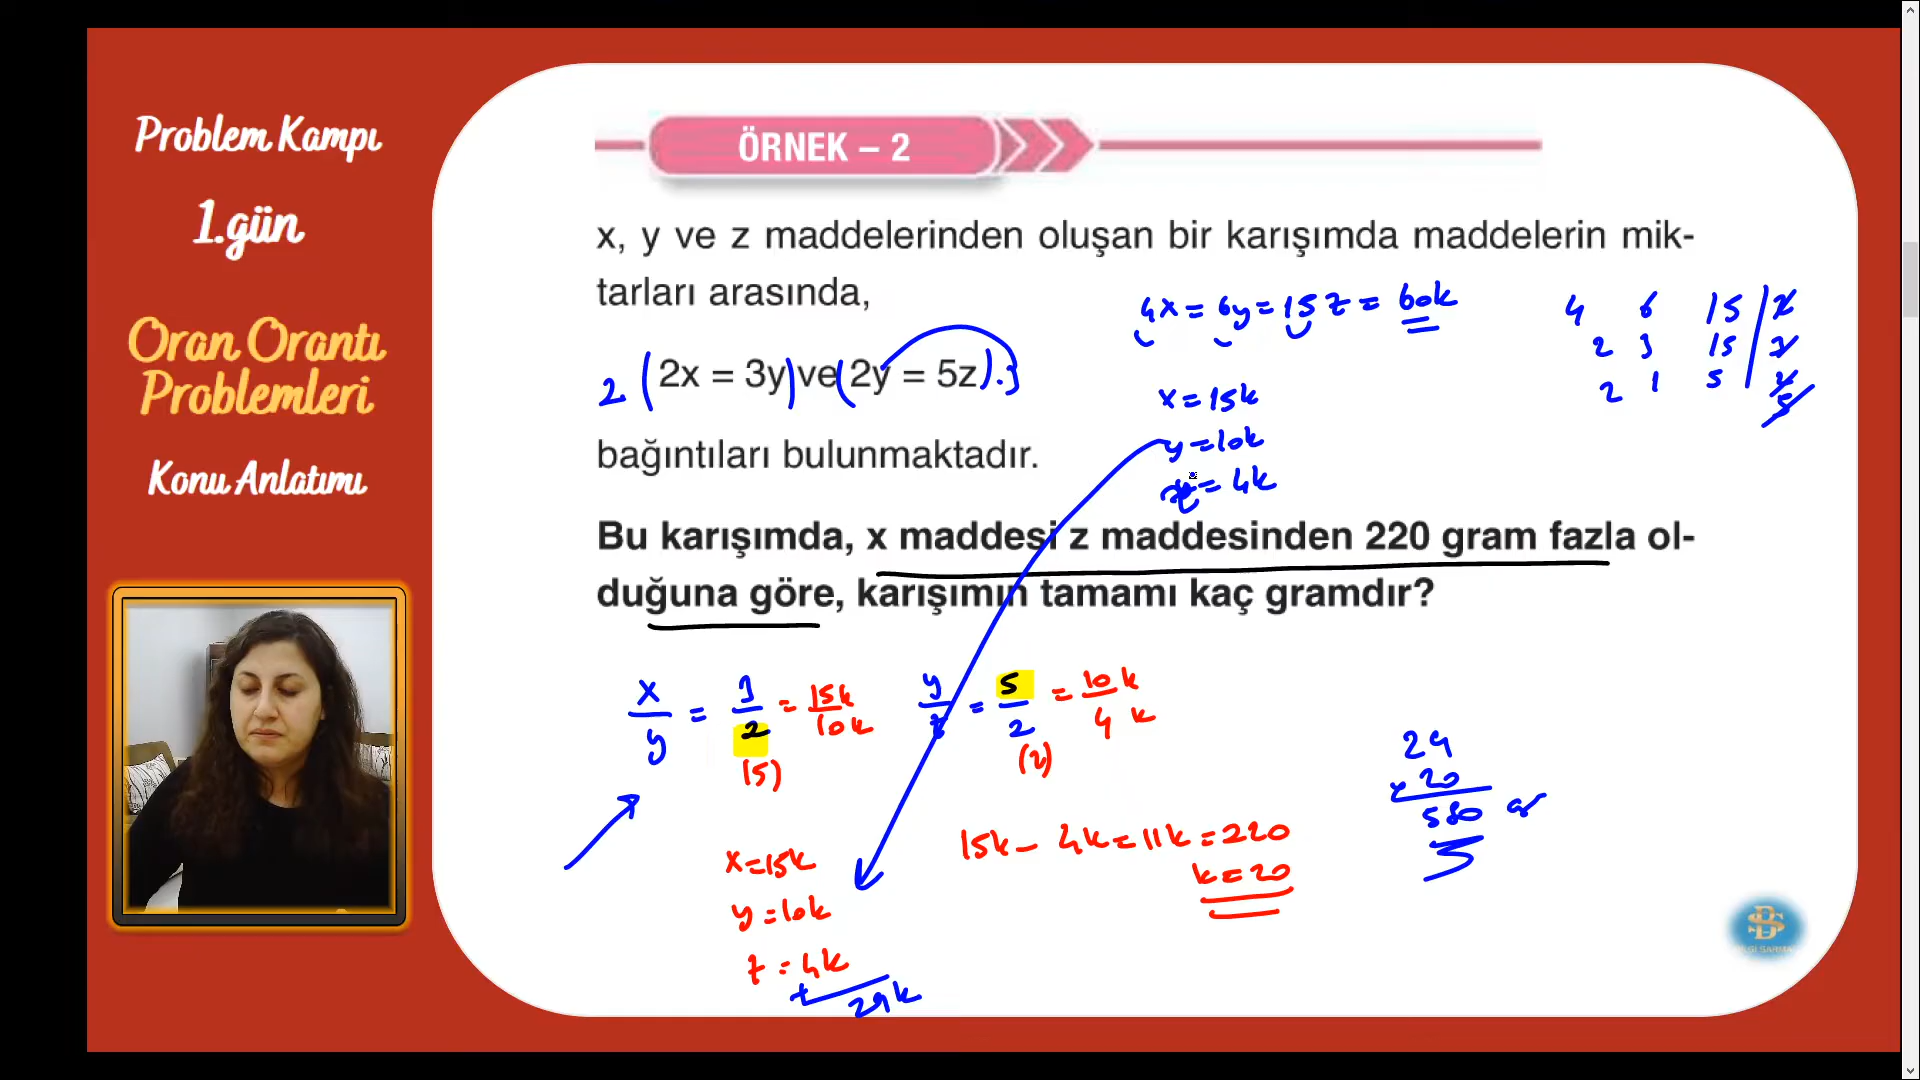 Problem Kampı
1.gün
Oran Orantı
Problemleri
Konu Anlatımı
ÖRNEK – 2
x, y ve z maddelerinden oluşan bir karışımda maddelerin mik-
tarları arasında,
4x = 6y = 15z = 60k
4 6 15 2
2 3 15 2
2 1 5
2 (2x = 3y) ve (2y = 5z).3
x = 15k
y = 10k
z = 4k
bağıntıları bulunmaktadır.
Bu karışımda, x maddesi z maddesinden 220 gram fazla ol-
duğuna göre, karışımın tamamı kaç gramdır?
x/y = 3/2 = 15k/10k
(5)
y/z = 5/2 = 10k/4k
(2)
x=15k
y=10k
z=4k
+
29k
15k - 4k = 11k = 220
k=20
29
x 20
580 gr